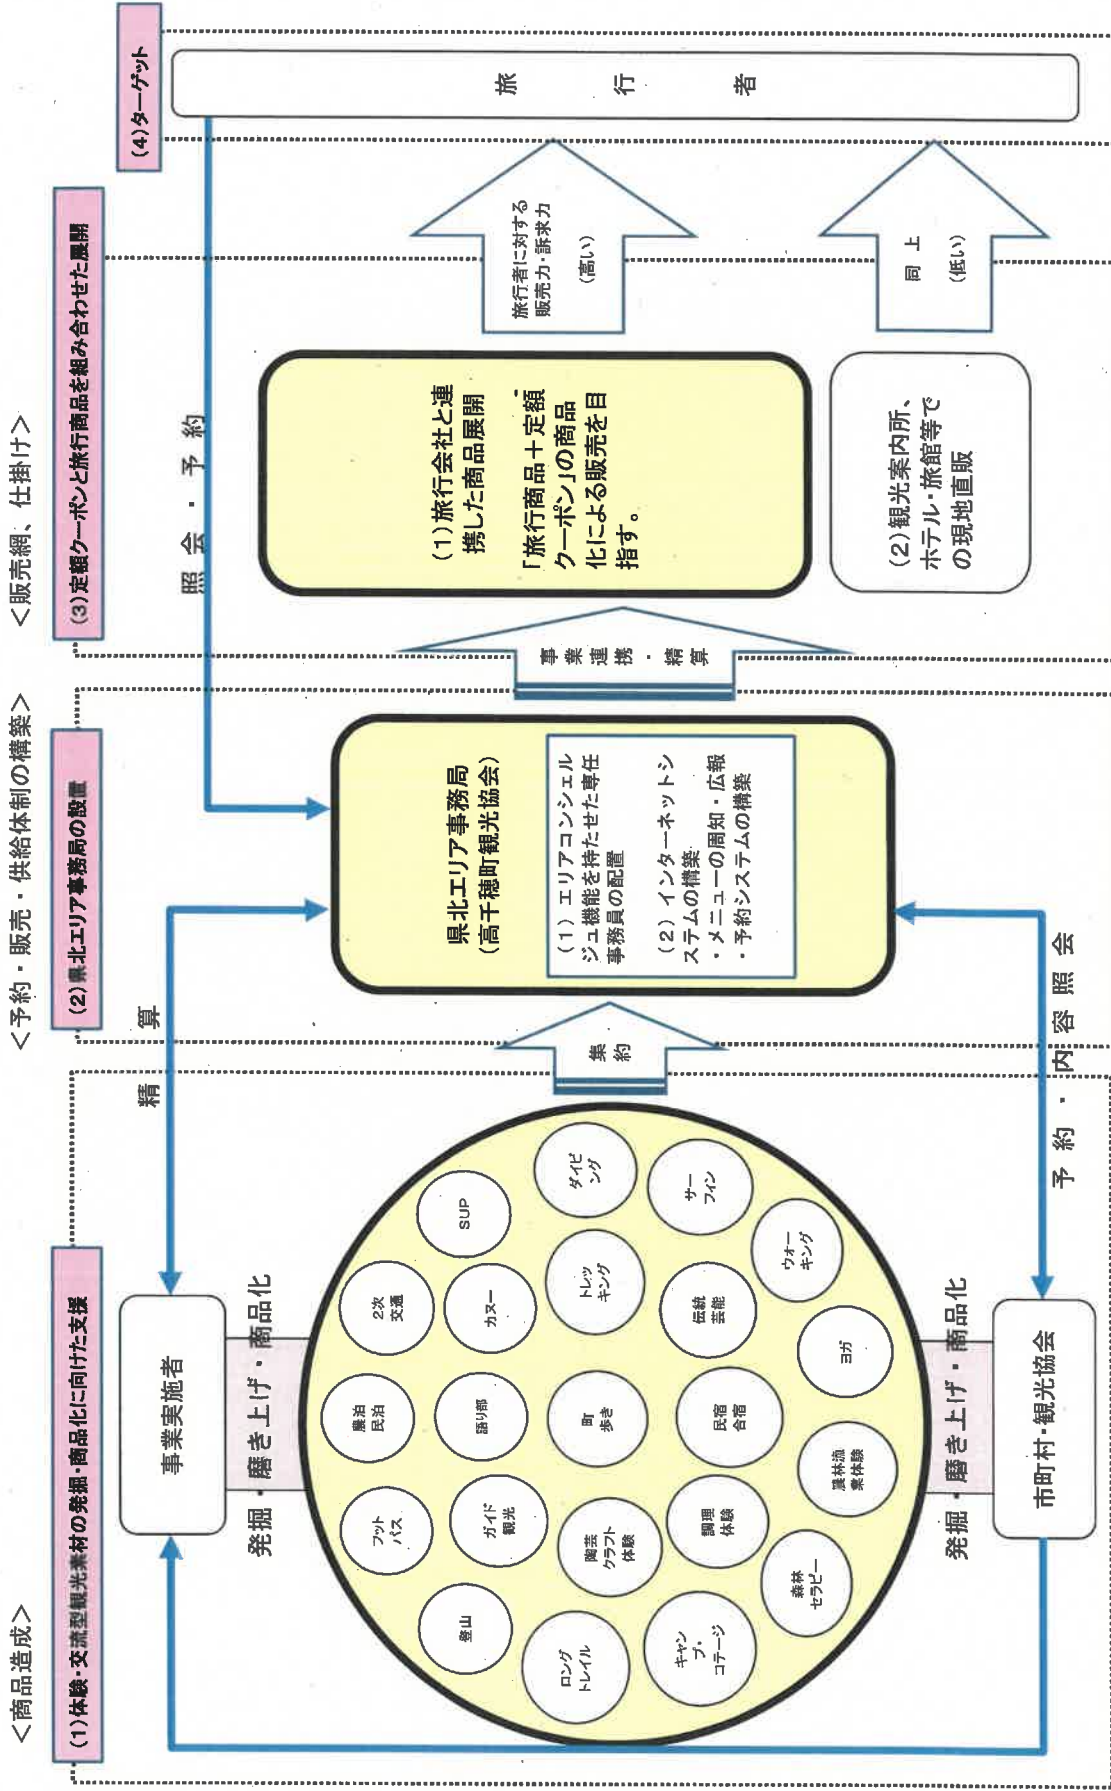 <商品造成>
(1)体験・交流型観光素材の発掘・商品化に向けた支援
事業実施者
発掘・磨き上げ・商品化
登山
フット
パス
農泊
民泊
2次
交通
SUP
ロング
トレイル
ガイド
観光
語り部
カヌー
ダイビ
ング
陶芸
クラフト
体験
町
歩き
トレッ
キング
キャン
プ・
コテージ
調理
体験
民宿
合宿
伝統
芸能
サー
フィン
森林
セラピー
農林流
業体験
ヨガ
ウオー
キング
発掘・磨き上げ・商品化
市町村・観光協会
精算
集
約
予約・内容照会
<予約・販売・供給体制の構築>
(2)県北エリア事務局の設置
県北エリア事務局
(高千穂町観光協会)
(1)エリアコンシェル
ジュ機能を持たせた専任
事務員の配置
(2)インターネットシ
ステムの構築
・メニューの周知・広報
・予約システムの構築
照会・予約
事業
連携・
精算
<販売網、仕掛け>
(3)定額クーポンと旅行商品を組み合わせた展開
(1)旅行会社と連
携した商品展開
「旅行商品+定額
クーポン」の商品
化による販売を目
指す。
(2)観光案内所、
ホテル・旅館等で
の現地直販
旅行者に対する
販売力・訴求力
(高い)
同上
(低い)
(4)ターゲット
旅行者